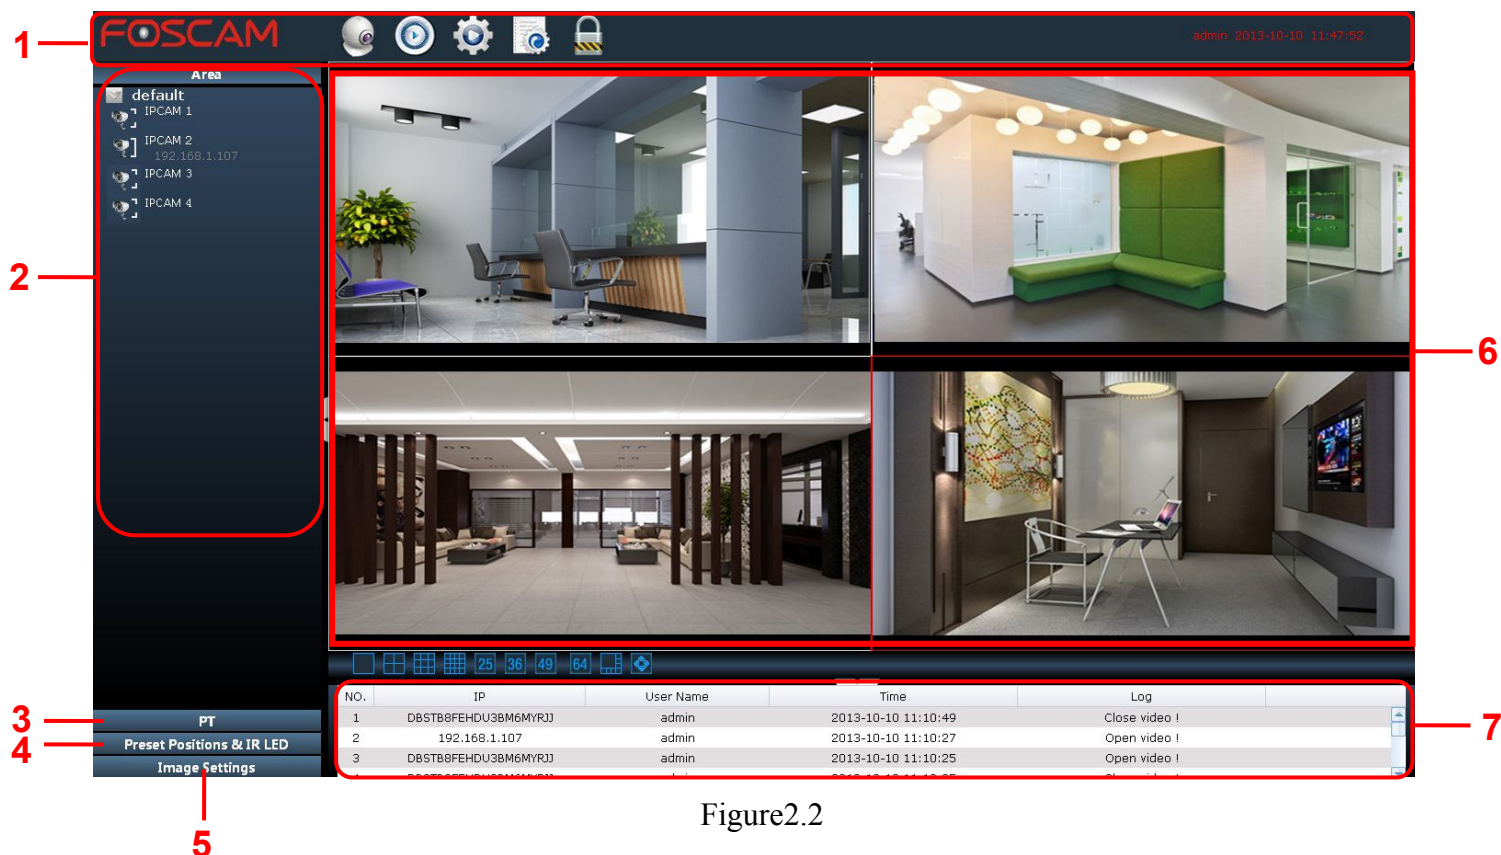 1
FOSCAM
admin 2013-10-10 11:47:52
Area
default
IPCAM 1
IPCAM 2
192.168.1.107
IPCAM 3
IPCAM 4
2
6
25 36 49 64
NO. IP User Name Time Log
1 DBSTB8FEHDU3BM6MYRJJ admin 2013-10-10 11:10:49 Close video !
2 192.168.1.107 admin 2013-10-10 11:10:27 Open video !
3 DBSTB8FEHDU3BM6MYRJJ admin 2013-10-10 11:10:25 Open video !
7
3
PT
4
Preset Positions & IR LED
Image Settings
5
Figure2.2